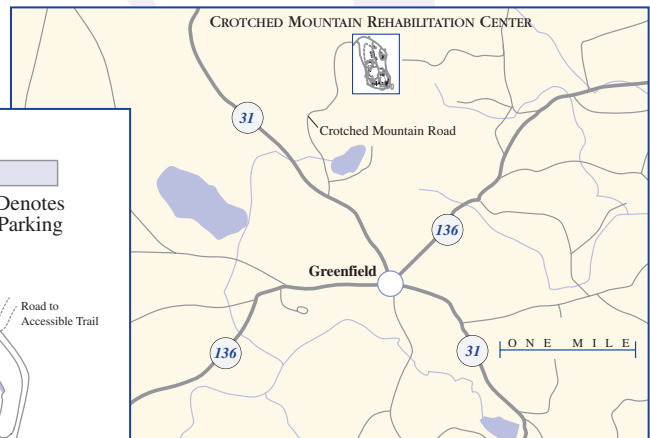 CROTCHED MOUNTAIN REHABILITATION CENTER
31
Crotched Mountain Road
Denotes
Parking
136
Greenfield
Road to
Accessible Trail
136
31
ONE MILE